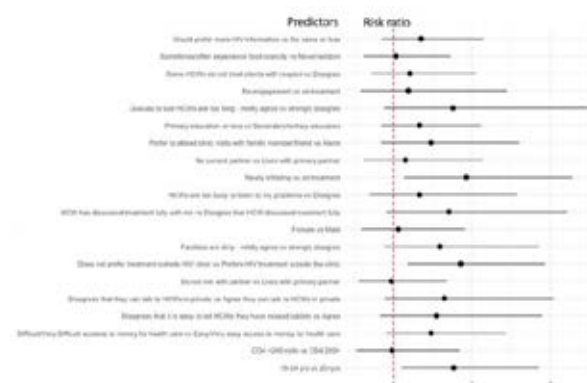 Predictors Risk ratio
Would prefer more HIV information vs the same or less
Sometimes/often experience food scarcity vs Never/seldom
Some HCWs do not treat clients with respect vs Disagree
Re-engagement vs on treatment
Queues to see HCWs are too long - mildly agree vs strongly disagree
Primary education or less vs Secondary/tertiary education
Prefer to attend clinic visits with family member/friend vs Alone
No current partner vs Lives with primary partner
Newly initiating vs on treatment
HCWs are too busy to listen to my problems vs Disagree
HCW has discussed treatment fully with me vs Disagree that HCW discussed treatment fully
Female vs Male
Facilities are dirty - mildly agree vs strongly disagree
Does not prefer treatment outside HIV clinic vs Prefers HIV treatment outside the clinic
Do not live with partner vs Lives with primary partner
Disagrees that they can talk to HCWs in private vs Agree they can talk to HCWs in private
Disagrees that it is easy to tell HCWs they have missed tablets vs Agree
Difficult/Very Difficult access to money for health care vs Easy/Very easy access to money for health care
CD4 <200 cells vs CD4 200+